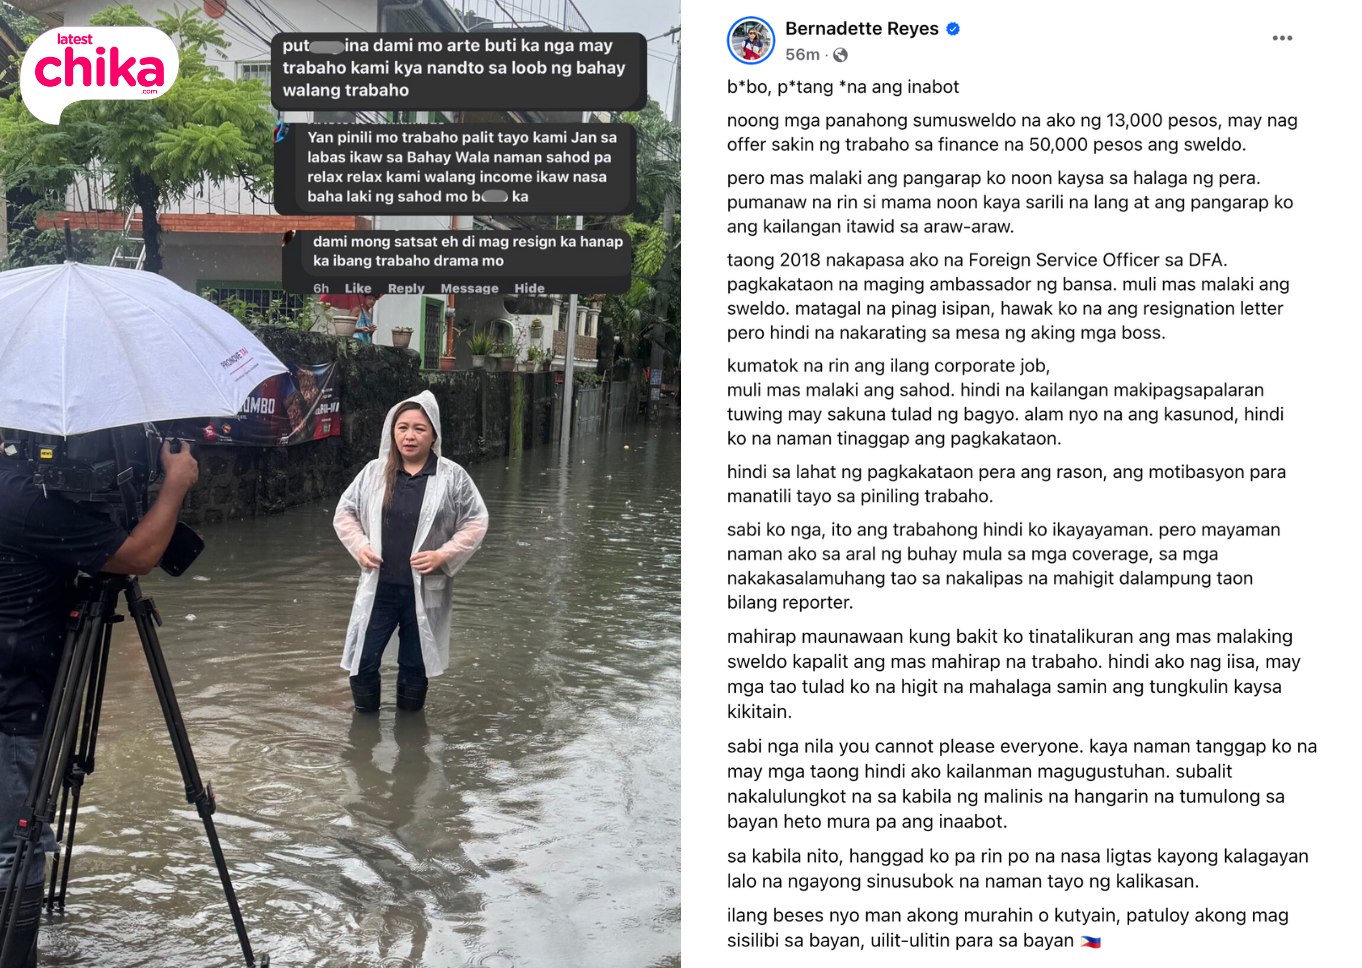 latest
chika
.com
put ina dami mo arte buti ka nga may
trabaho kami kya nandto sa loob ng bahay
walang trabaho
Yan pinili mo trabaho palit tayo kami Jan sa
labas ikaw sa Bahay Wala naman sahod pa
relax relax kami walang income ikaw nasa
baha laki ng sahod mo b ka
dami mong satsat eh di mag resign ka hanap
ka ibang trabaho drama mo
6h Like Reply Message Hide
Bernadette Reyes
56m
b*bo, p*tang *na ang inabot
noong mga panahong sumusweldo na ako ng 13,000 pesos, may nag
offer sakin ng trabaho sa finance na 50,000 pesos ang sweldo.
pero mas malaki ang pangarap ko noon kaysa sa halaga ng pera.
pumanaw na rin si mama noon kaya sarili na lang at ang pangarap ko
ang kailangan itawid sa araw-araw.
taong 2018 nakapasa ako na Foreign Service Officer sa DFA.
pagkakataon na maging ambassador ng bansa. muli mas malaki ang
sweldo. matagal na pinag isipan, hawak ko na ang resignation letter
pero hindi na nakarating sa mesa ng aking mga boss.
kumatok na rin ang ilang corporate job,
muli mas malaki ang sahod. hindi na kailangan makipagsapalaran
tuwing may sakuna tulad ng bagyo. alam nyo na ang kasunod, hindi
ko na naman tinaggap ang pagkakataon.
hindi sa lahat ng pagkakataon pera ang rason, ang motibasyon para
manatili tayo sa piniling trabaho.
sabi ko nga, ito ang trabahong hindi ko ikayayaman. pero mayaman
naman ako sa aral ng buhay mula sa mga coverage, sa mga
nakakasalamuhang tao sa nakalipas na mahigit dalampung taon
bilang reporter.
mahirap maunawaan kung bakit ko tinatalikuran ang mas malaking
sweldo kapalit ang mas mahirap na trabaho. hindi ako nag iisa, may
mga tao tulad ko na higit na mahalaga samin ang tungkulin kaysa
kikitain.
sabi nga nila you cannot please everyone. kaya naman tanggap ko na
may mga taong hindi ako kailanman magugustuhan. subalit
nakalulungkot na sa kabila ng malinis na hangarin na tumulong sa
bayan heto mura pa ang inaabot.
sa kabila nito, hanggad ko pa rin po na nasa ligtas kayong kalagayan
lalo na ngayong sinusubok na naman tayo ng kalikasan.
ilang beses nyo man akong murahin o kutyain, patuloy akong mag
sisilibi sa bayan, uilit-ulitin para sa bayan 🇵🇭